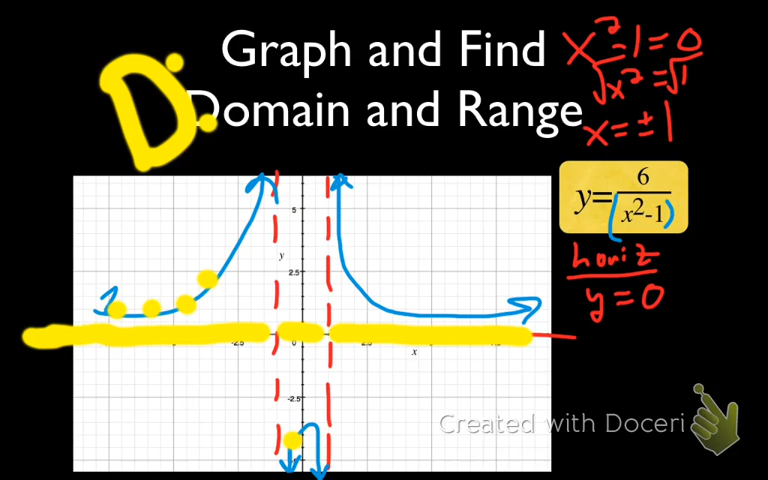 Graph and Find
Domain and Range
D:
x² - 1 = 0
√x² = √1
x = ± 1
y= 6/(x²-1)
horiz
y = 0
5
y
2.5
-2.5
0
2.5
x
-2.5
Created with Doceri